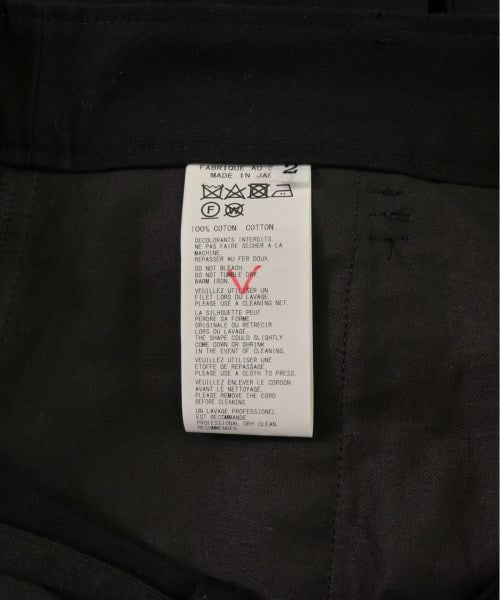 FABRIQUE AU
2
MADE IN JAP
F W
100% COTON COTTON
DECOLORANTS INTERDITS.
NE PAS FAIRE SECHER A LA
MACHINE.
REPASSER AU FER DOUX.
DO NOT BLEACH.
DO NOT TUMBLE DRY.
WARM IRON.
VEUILLEZ UTILISER UN
FILET LORS DU LAVAGE.
PLEASE USE A CLEANING NET.
LA SILHOUETTE PEUT
PERDRE SA FORME
ORIGINALE OU RETRECIR
LORS DU LAVAGE.
THE SHAPE COULD SLIGHTLY
COME DOWN OR SHRINK
IN THE EVENT OF CLEANING.
VEUILLEZ UTILISER UNE
ETOFFE DE REPASSAGE.
PLEASE USE A CLOTH TO PRESS.
VEUILLEZ ENLEVER LE CORDON
AVANT LE NETTOYAGE.
PLEASE REMOVE THE CORD
BEFORE CLEANING.
UN LAVAGE PROFESSIONEL
EST RECOMMANDE.
PROFESSIONAL DRY CLEAN
RECOMMENDED.